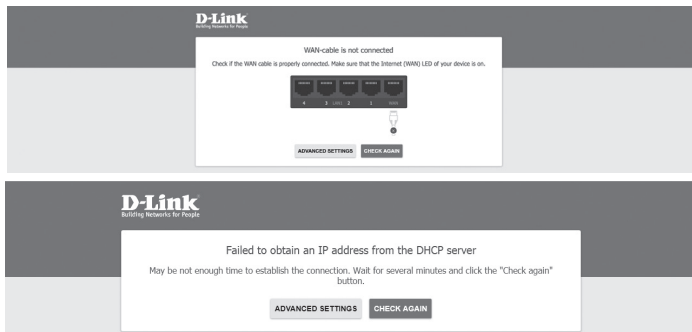 D-Link
Building Networks for People
WAN-cable is not connected
Check if the WAN cable is properly connected. Make sure that the Internet (WAN) LED of your device is on.
4 3 LAN 2 1 WAN
ADVANCED SETTINGS CHECK AGAIN
D-Link
Building Networks for People
Failed to obtain an IP address from the DHCP server
May be not enough time to establish the connection. Wait for several minutes and click the "Check again"
button.
ADVANCED SETTINGS CHECK AGAIN